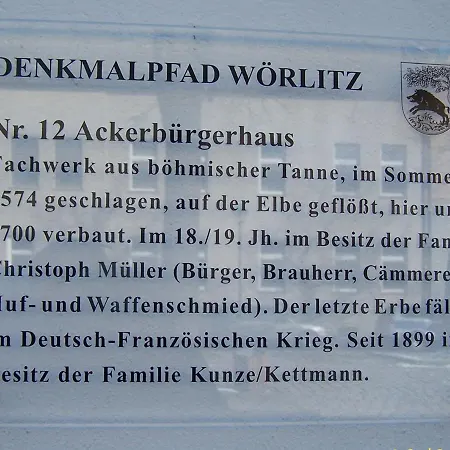 DENKMALPFAD WÖRLITZ
Nr. 12 Ackerbürgerhaus
Fachwerk aus böhmischer Tanne, im Somme
574 geschlagen, auf der Elbe geflößt, hier u
700 verbaut. Im 18./19. Jh. im Besitz der Fam
Christoph Müller (Bürger, Brauherr, Cämmere
Huf- und Waffenschmied). Der letzte Erbe fäl
m Deutsch-Französischen Krieg. Seit 1899 i
esitz der Familie Kunze/Kettmann.